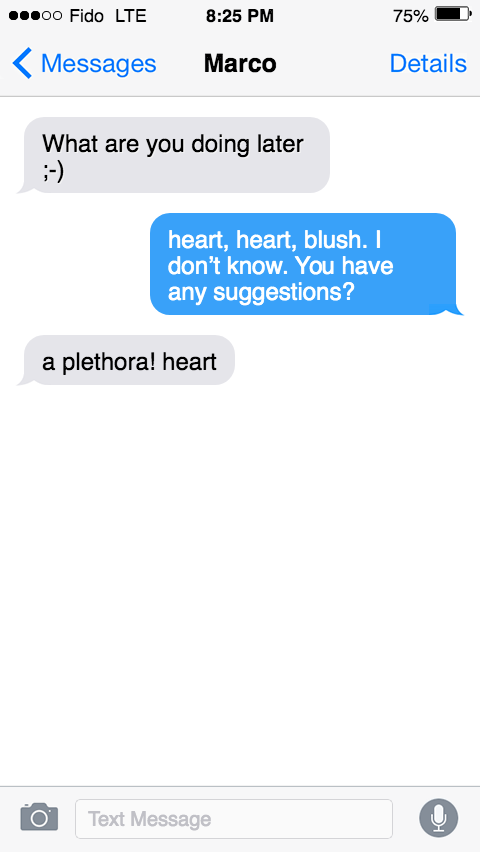 Fido LTE 8:25 PM 75%
Messages Marco Details
What are you doing later
;-)
heart, heart, blush. I
don’t know. You have
any suggestions?
a plethora! heart
Text Message